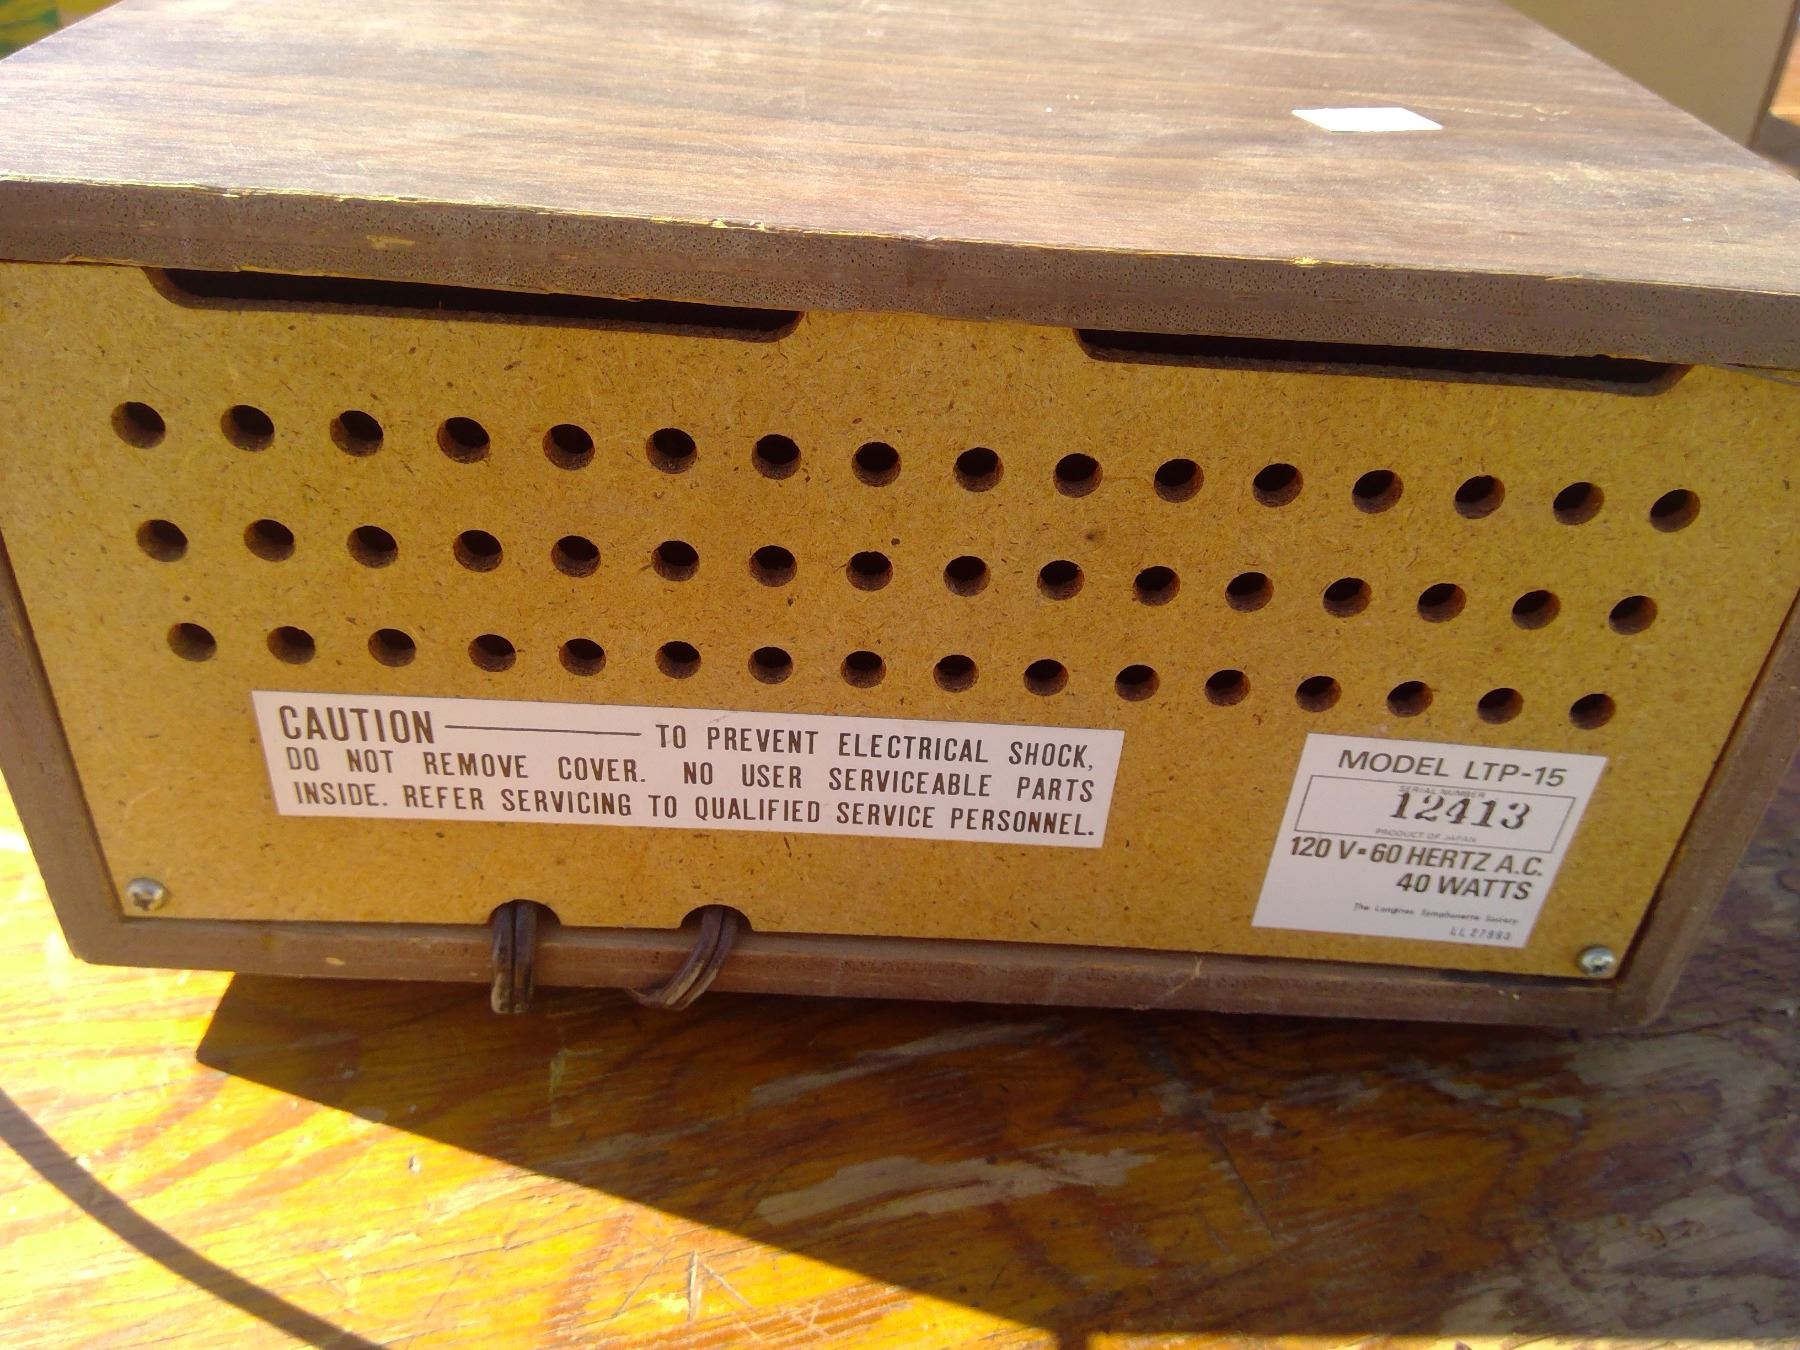 CAUTION TO PREVENT ELECTRICAL SHOCK,
DO NOT REMOVE COVER. NO USER SERVICEABLE PARTS
INSIDE. REFER SERVICING TO QUALIFIED SERVICE PERSONNEL.
MODEL LTP-15
SERIAL NUMBER
12413
PRODUCT OF JAPAN
120 V▪60 HERTZ A.C.
40 WATTS
The Longines Symphonette Society
LL 27993